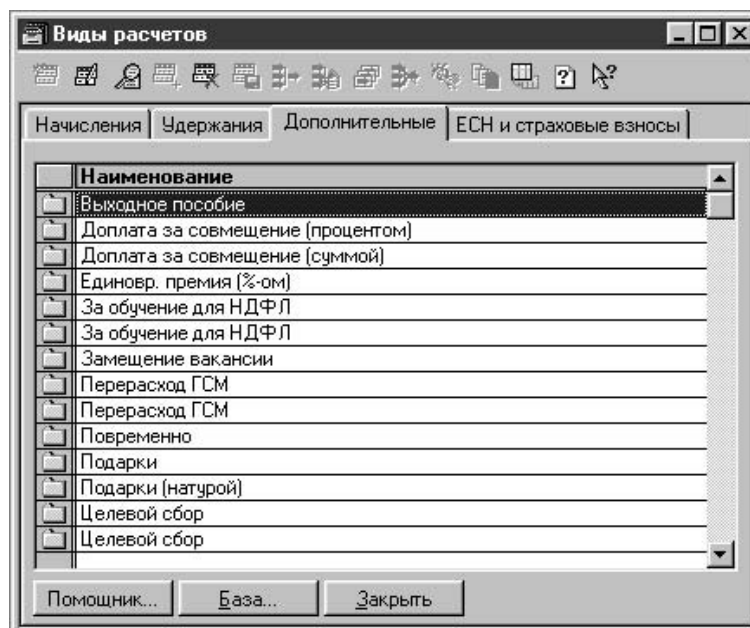 Виды расчетов
Начисления Удержания Дополнительные ЕСН и страховые взносы
Наименование
Выходное пособие
Доплата за совмещение (процентом)
Доплата за совмещение (суммой)
Единовр. премия (%-ом)
За обучение для НДФЛ
За обучение для НДФЛ
Замещение вакансии
Перерасход ГСМ
Перерасход ГСМ
Повременно
Подарки
Подарки (натурой)
Целевой сбор
Целевой сбор
Помощник... База... Закрыть